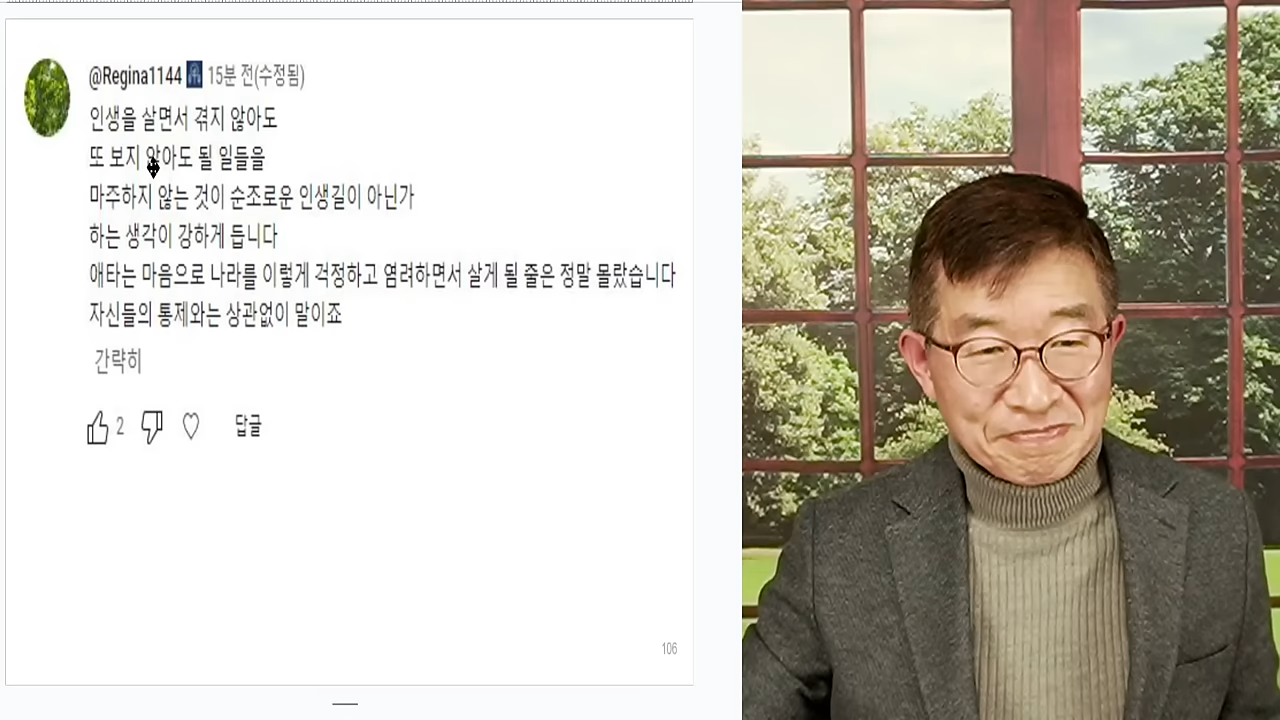 @Regina1144 15분 전(수정됨)
인생을 살면서 겪지 않아도
또 보지 않아도 될 일들을
마주하지 않는 것이 순조로운 인생길이 아닌가
하는 생각이 강하게 듭니다
애타는 마음으로 나라를 이렇게 걱정하고 염려하면서 살게 될 줄은 정말 몰랐습니다
자신들의 통제와는 상관없이 말이죠
간략히
2 답글
106